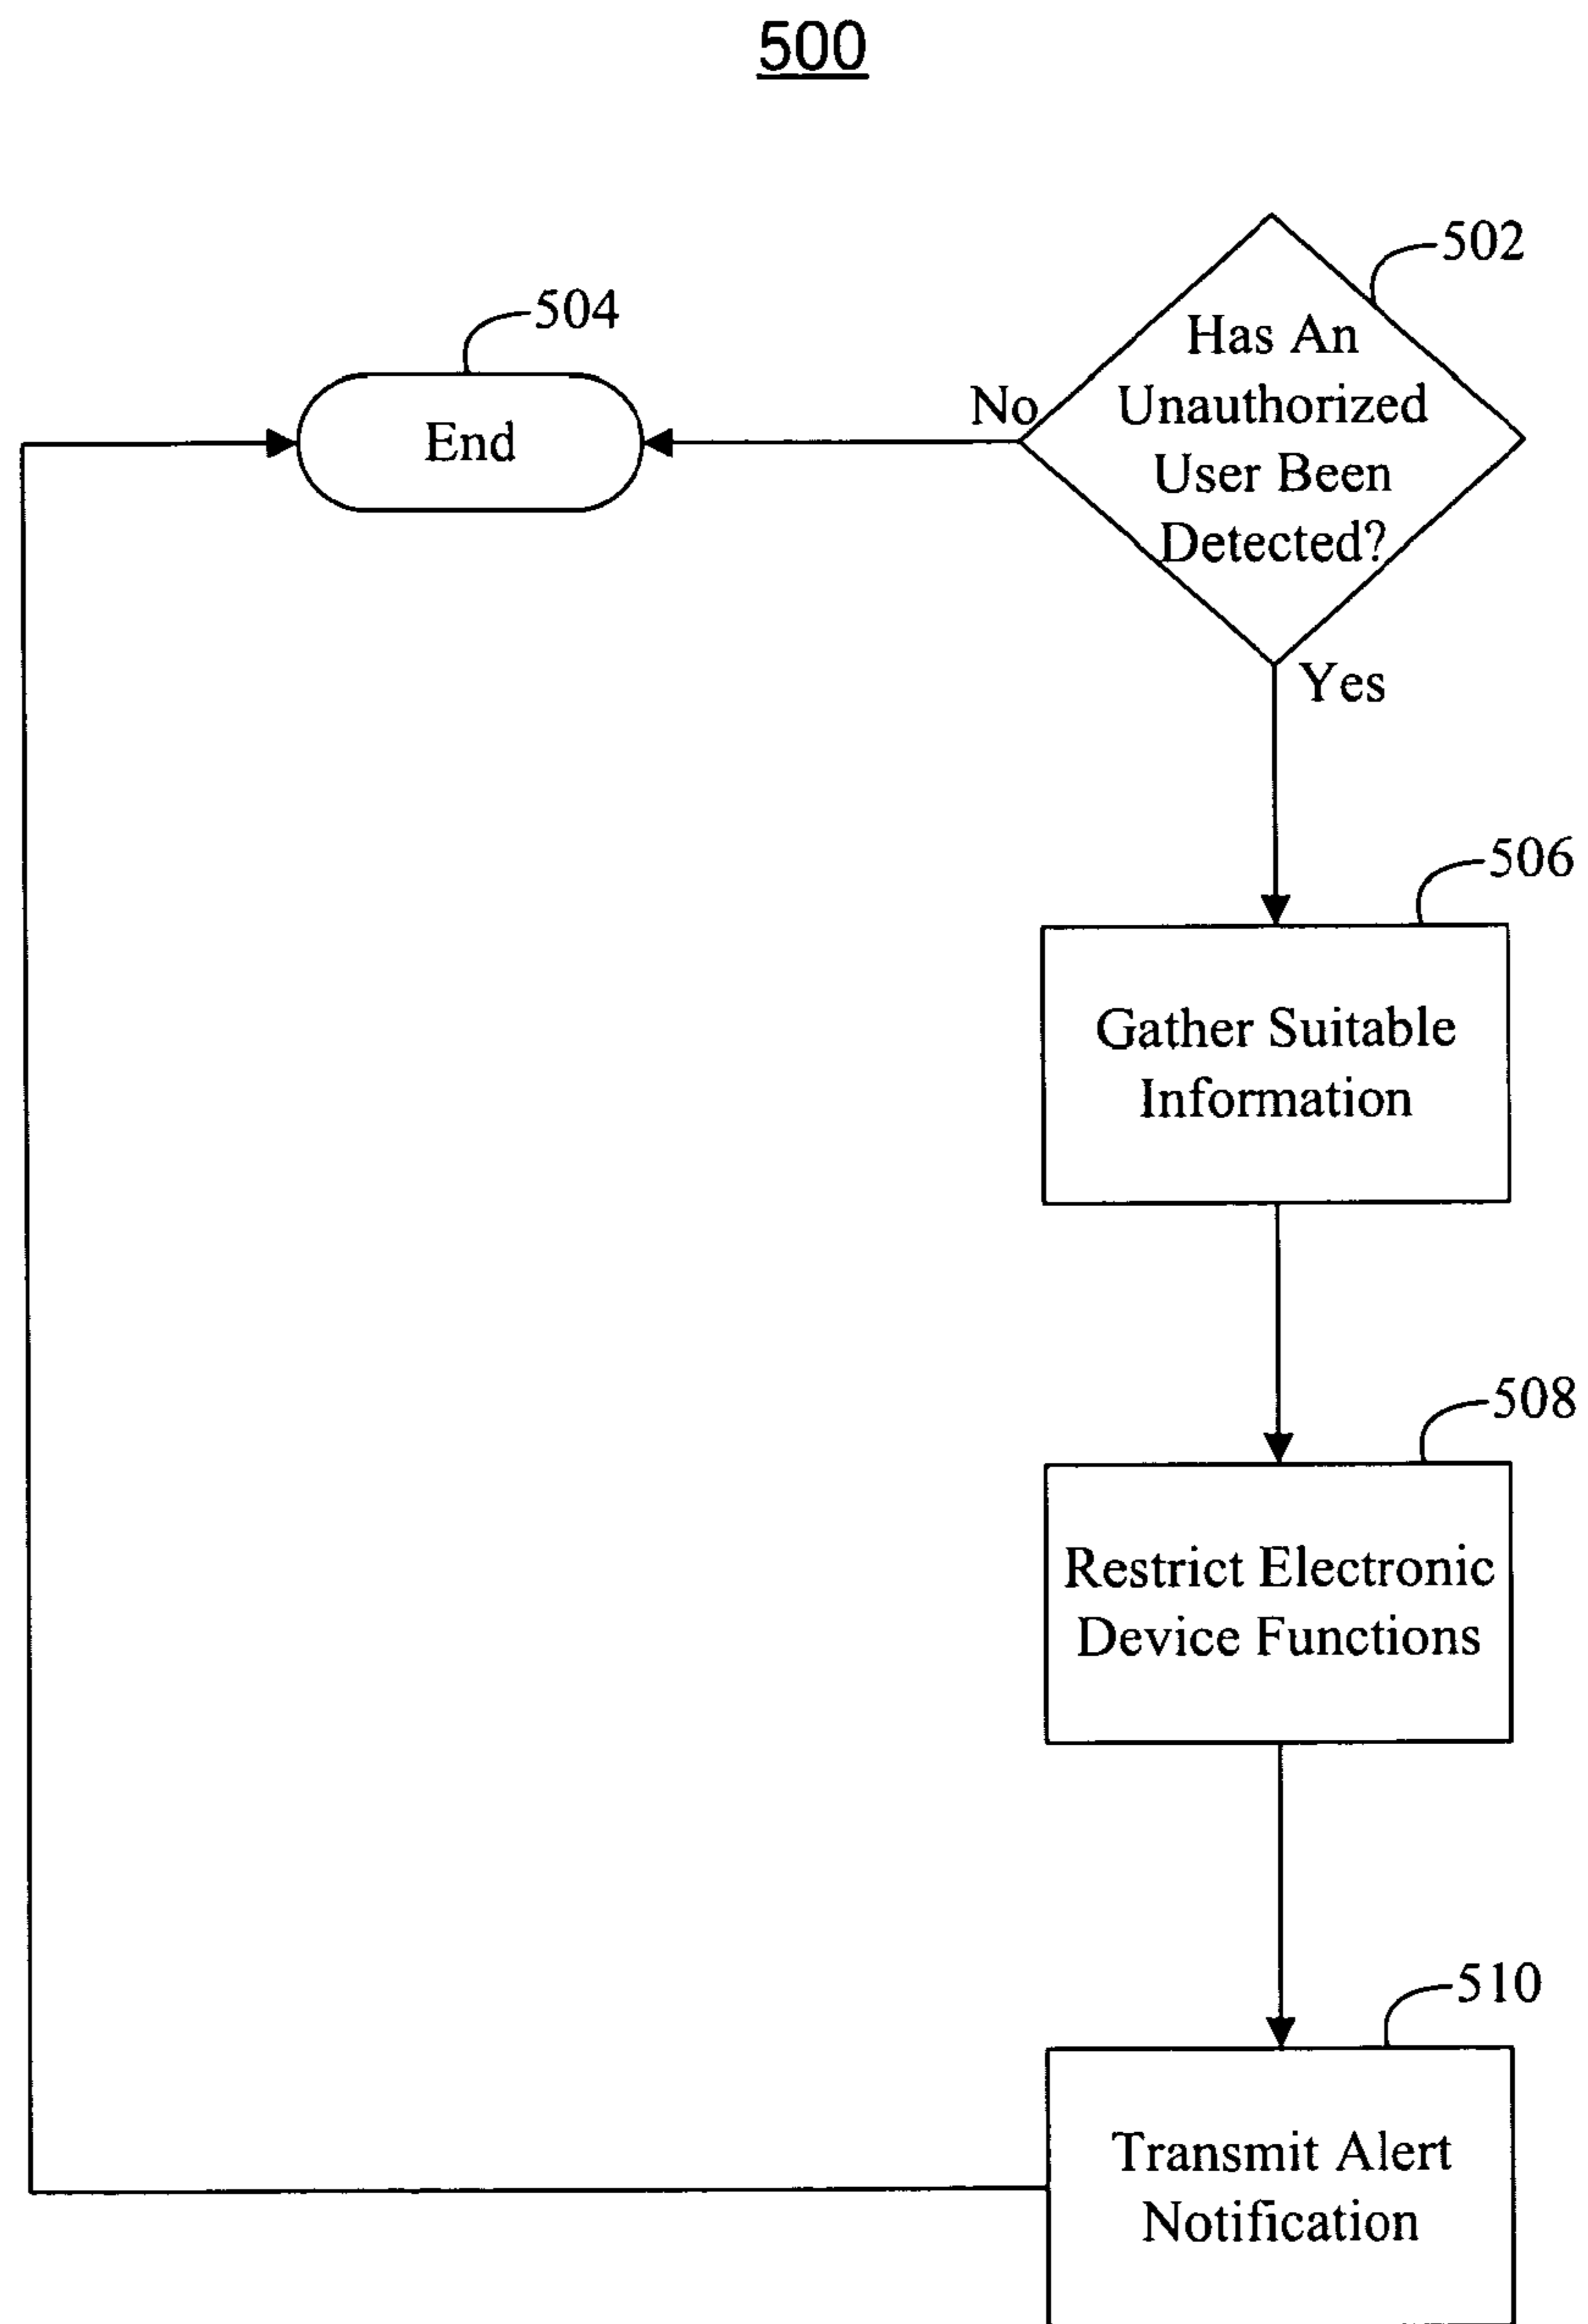 500
502
Has An
Unauthorized
User Been
Detected?
504
End
No
Yes
506
Gather Suitable
Information
508
Restrict Electronic
Device Functions
510
Transmit Alert
Notification